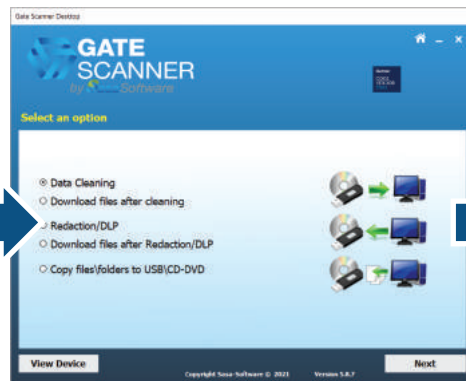 Gate Scanner Desktop
GATE
SCANNER
by Sasa Software
Select an option
Data Cleaning
Download files after cleaning
Redaction/DLP
Download files after Redaction/DLP
Copy files\folders to USB\CD-DVD
View Device
Copyright Sasa-Software © 2021
Version 5.8.7
Next